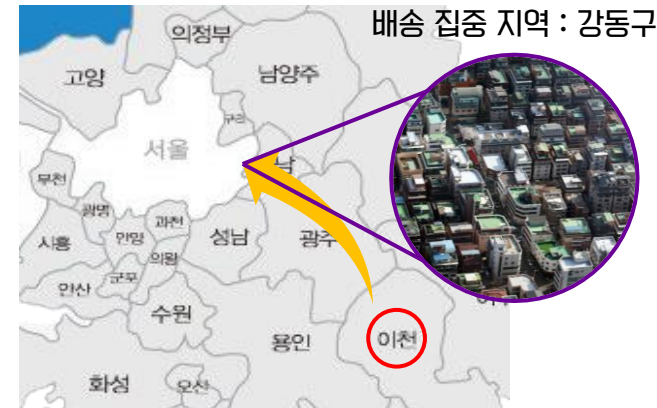 배송 집중 지역 : 강동구
의정부
고양
남양주
구리
서울
남
부천
광명
과천
시흥
안양
성남
광주
의왕
안산
군포
수원
용인
이천
화성
오산